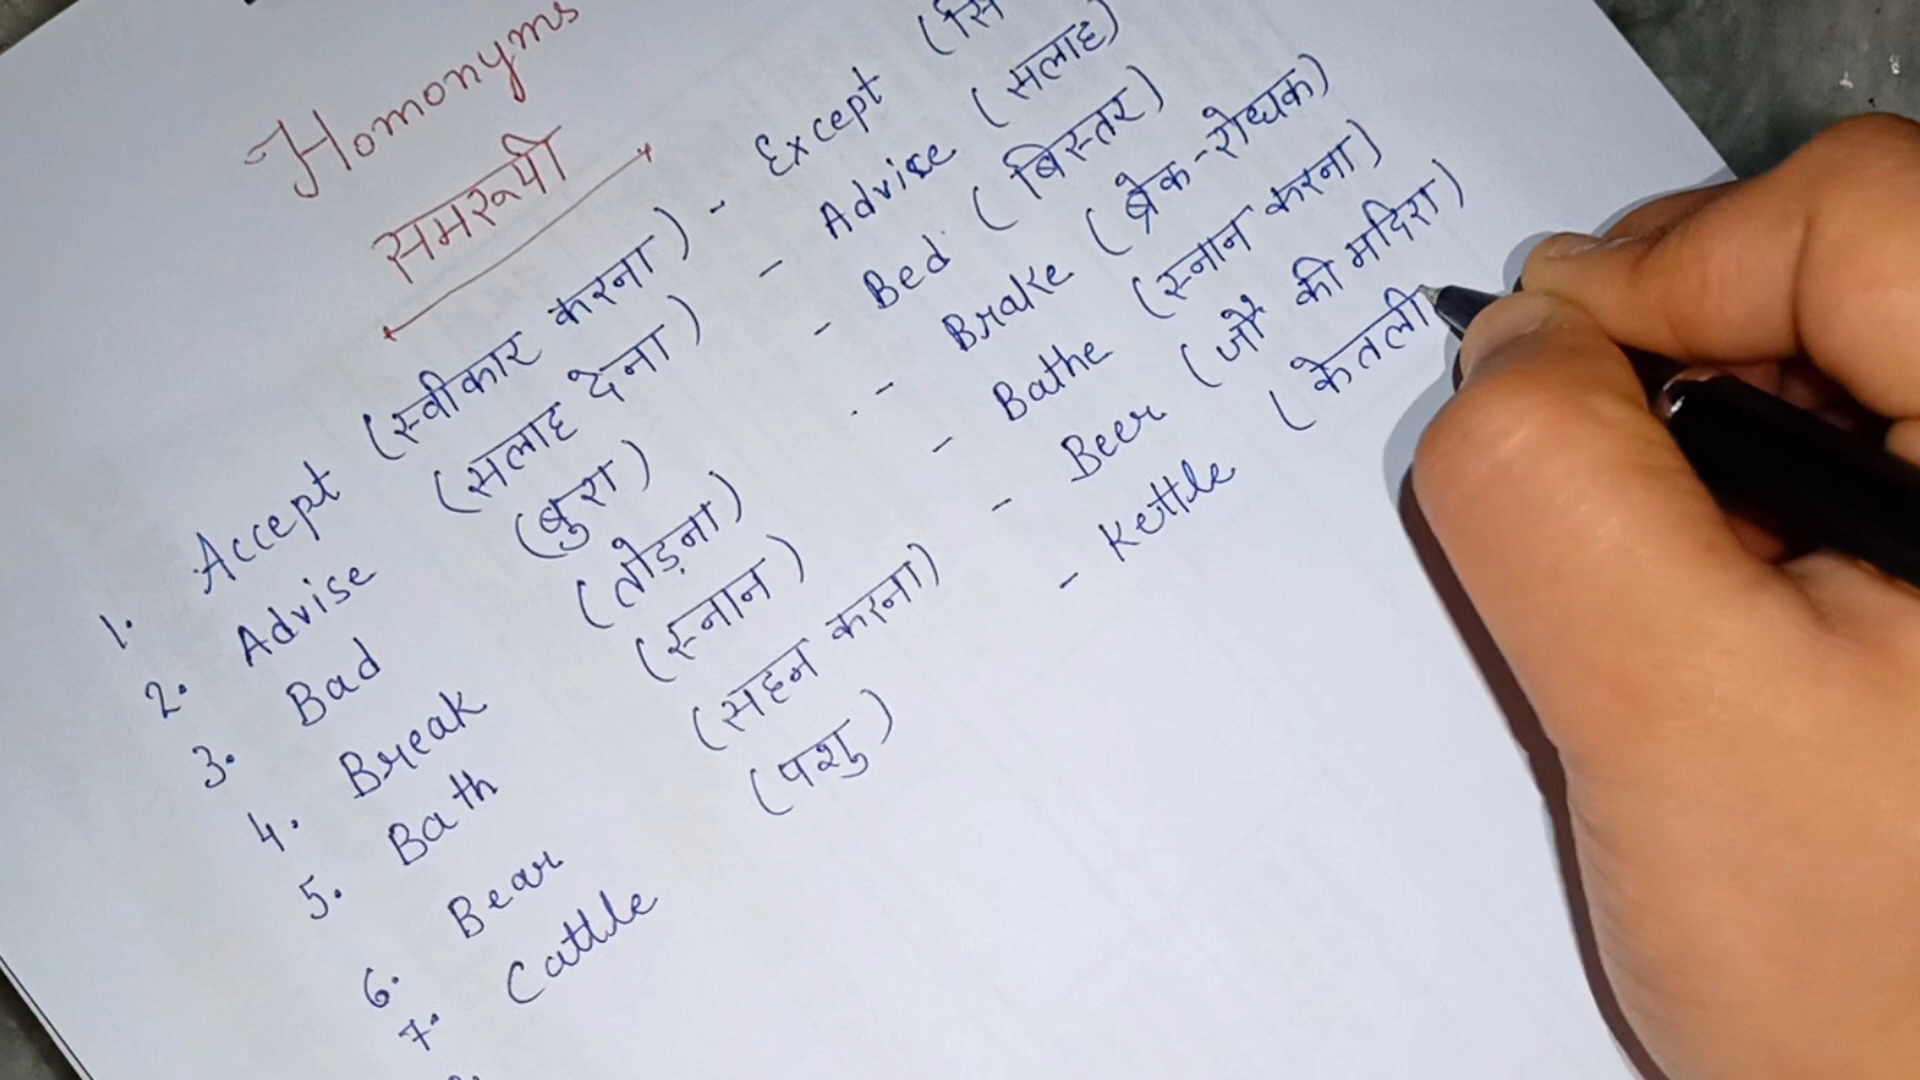 Homonyms
समरूपी
1. Accept (स्वीकार करना) - Except (सि
2. Advise (सलाह देना) - Advise (सलाह)
3. Bad (बुरा) - Bed (बिस्तर)
4. Break (तोड़ना) - Brake (ब्रेक-रोधक)
5. Bath (स्नान) - Bathe (स्नान करना)
6. Bear (सहन करना) - Beer (जौ की मदिरा)
7. Cattle (पशु) - Kettle (केतली